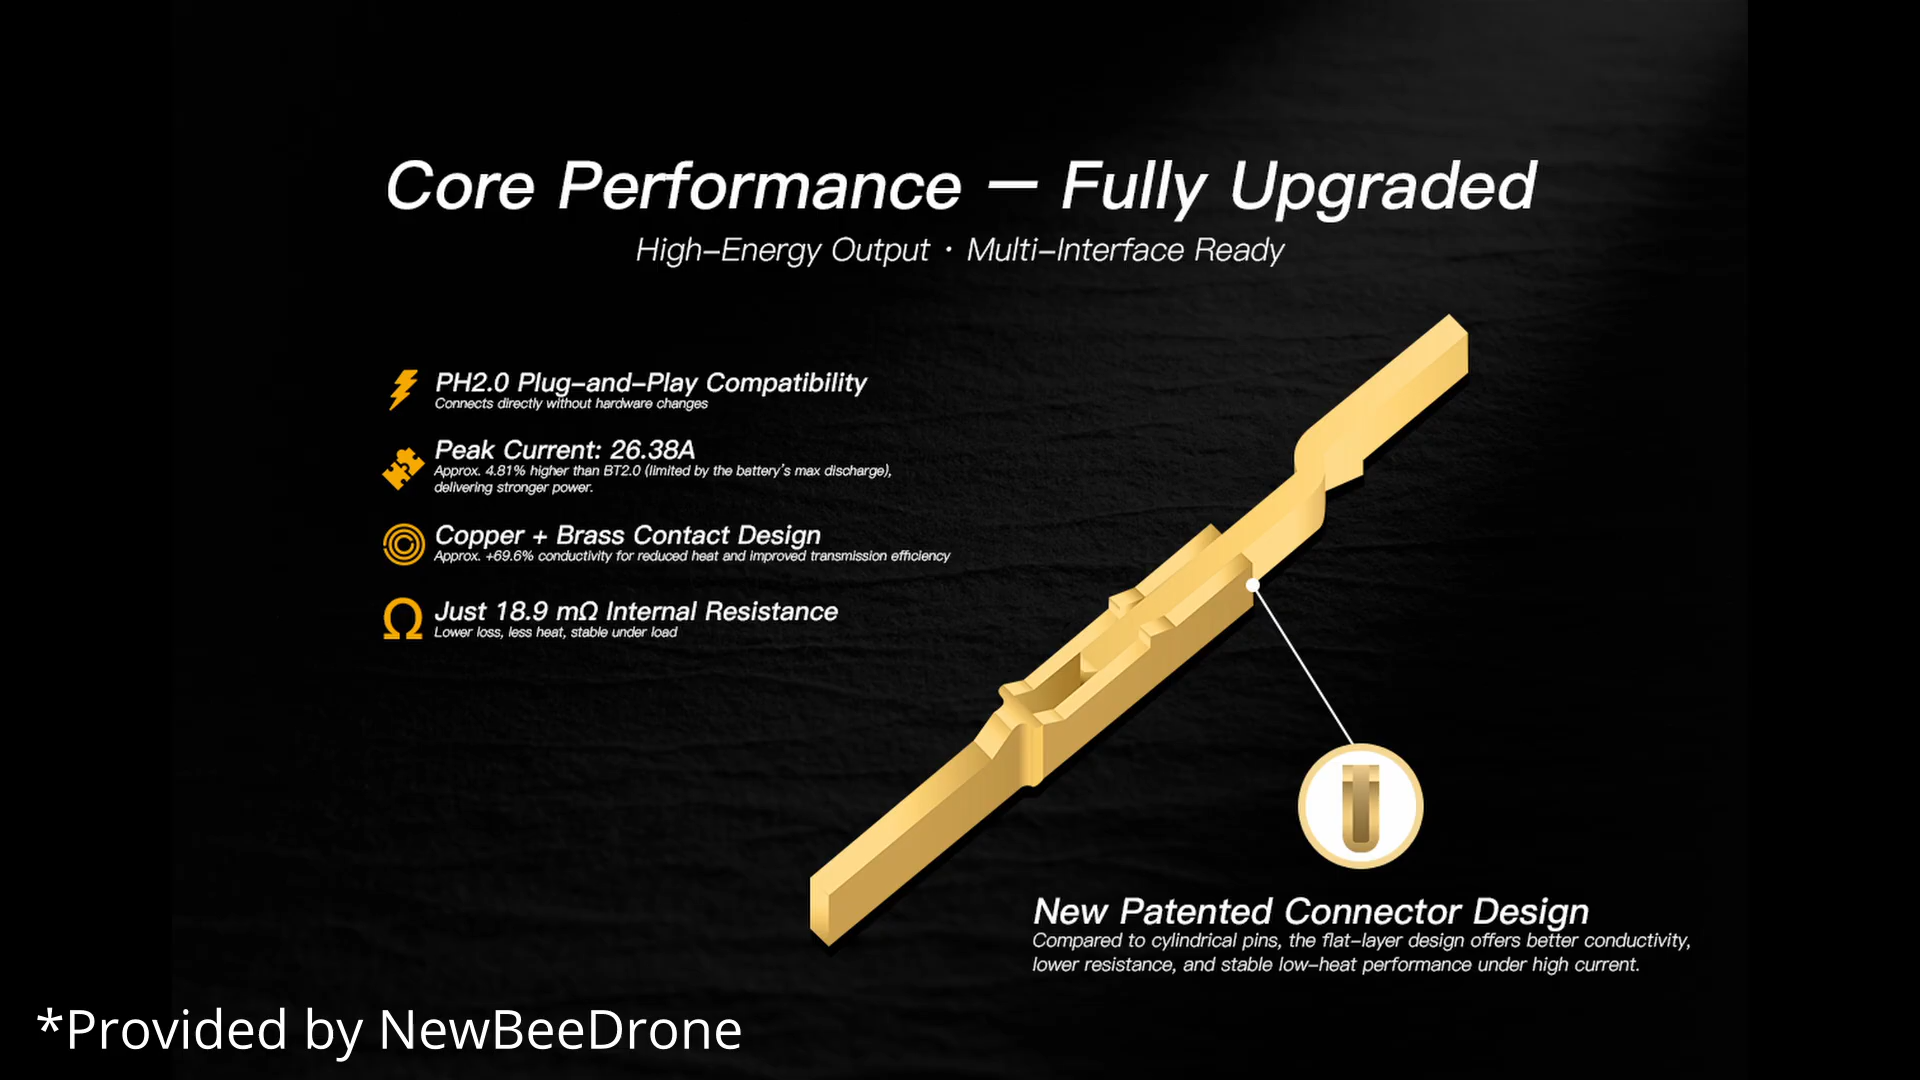 Core Performance — Fully Upgraded
High-Energy Output · Multi-Interface Ready
PH2.0 Plug-and-Play Compatibility
Connects directly without hardware changes
Peak Current: 26.38A
Approx. 4.81% higher than BT2.0 (limited by the battery's max discharge),
delivering stronger power.
Copper + Brass Contact Design
Approx. +69.6% conductivity for reduced heat and improved transmission efficiency
Ω
Just 18.9 mΩ Internal Resistance
Lower loss, less heat, stable under load
New Patented Connector Design
Compared to cylindrical pins, the flat-layer design offers better conductivity,
lower resistance, and stable low-heat performance under high current.
*Provided by NewBeeDrone